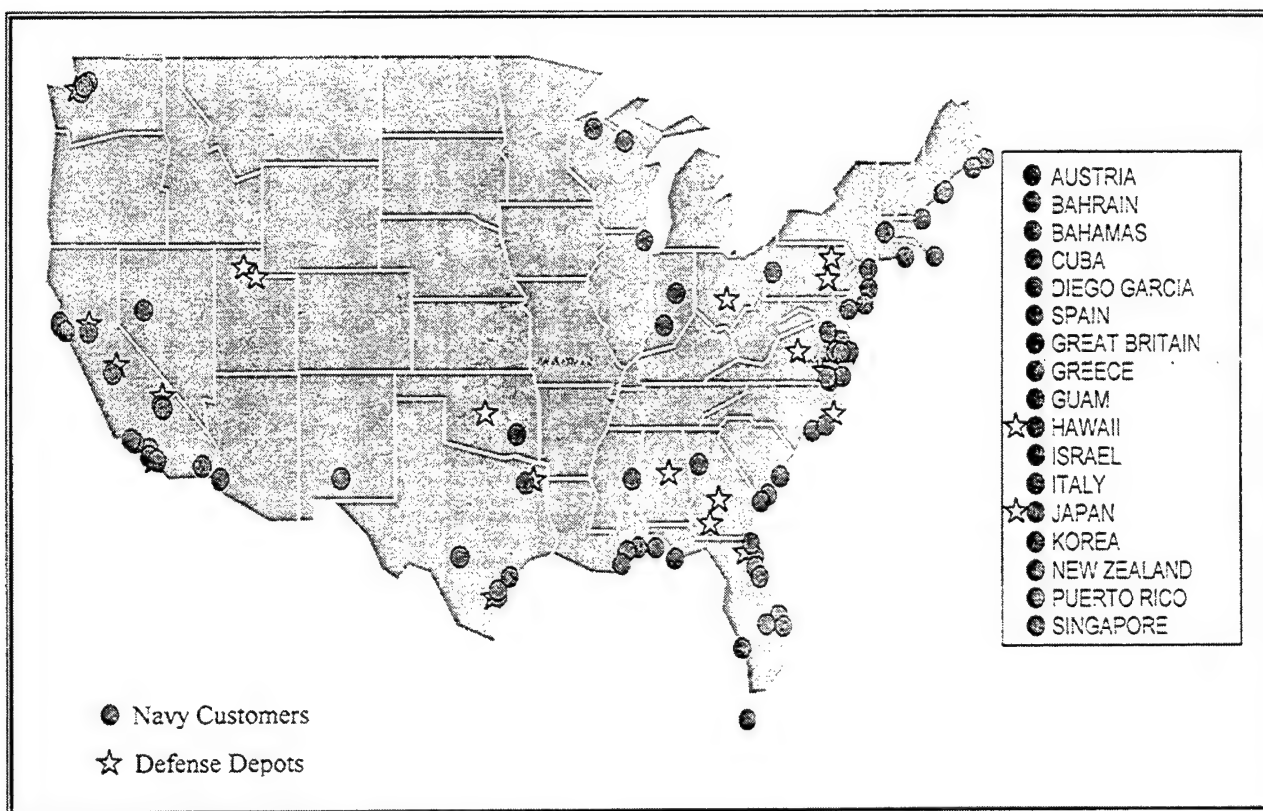 AUSTRIA
BAHRAIN
BAHAMAS
CUBA
DIEGO GARCIA
SPAIN
GREAT BRITAIN
GREECE
GUAM
HAWAII
ISRAEL
ITALY
JAPAN
KOREA
NEW ZEALAND
PUERTO RICO
SINGAPORE
Navy Customers
Defense Depots